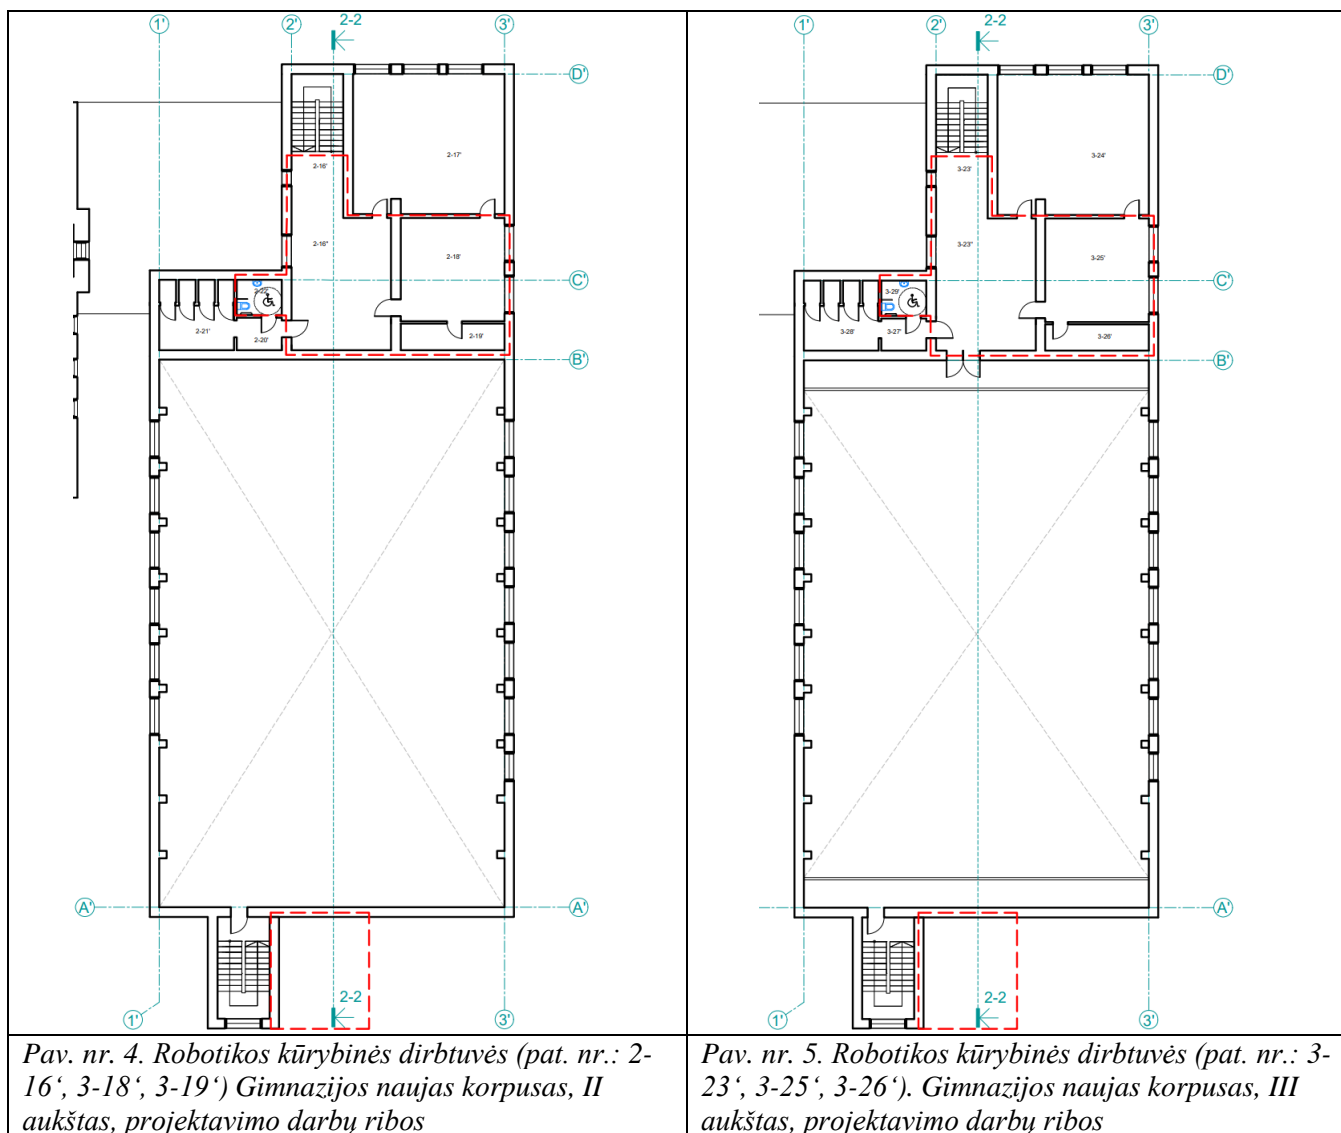 1'
2'
2-2
3'
D'
2-17'
2-16'
2-16"
2-18'
C'
2-22'
2-21'
2-20'
2-19'
B'
A'
A'
2-2
1'
3'
Pav. nr. 4. Robotikos kūrybinės dirbtuvės (pat. nr.: 2-
16‘, 3-18‘, 3-19‘) Gimnazijos naujas korpusas, II
aukštas, projektavimo darbų ribos
1'
2'
2-2
3'
D'
3-24'
3-23'
3-23"
3-25'
C'
3-29'
3-28'
3-27'
3-26'
B'
A'
2-2
1'
3'
Pav. nr. 5. Robotikos kūrybinės dirbtuvės (pat. nr.: 3-
23‘, 3-25‘, 3-26‘). Gimnazijos naujas korpusas, III
aukštas, projektavimo darbų ribos